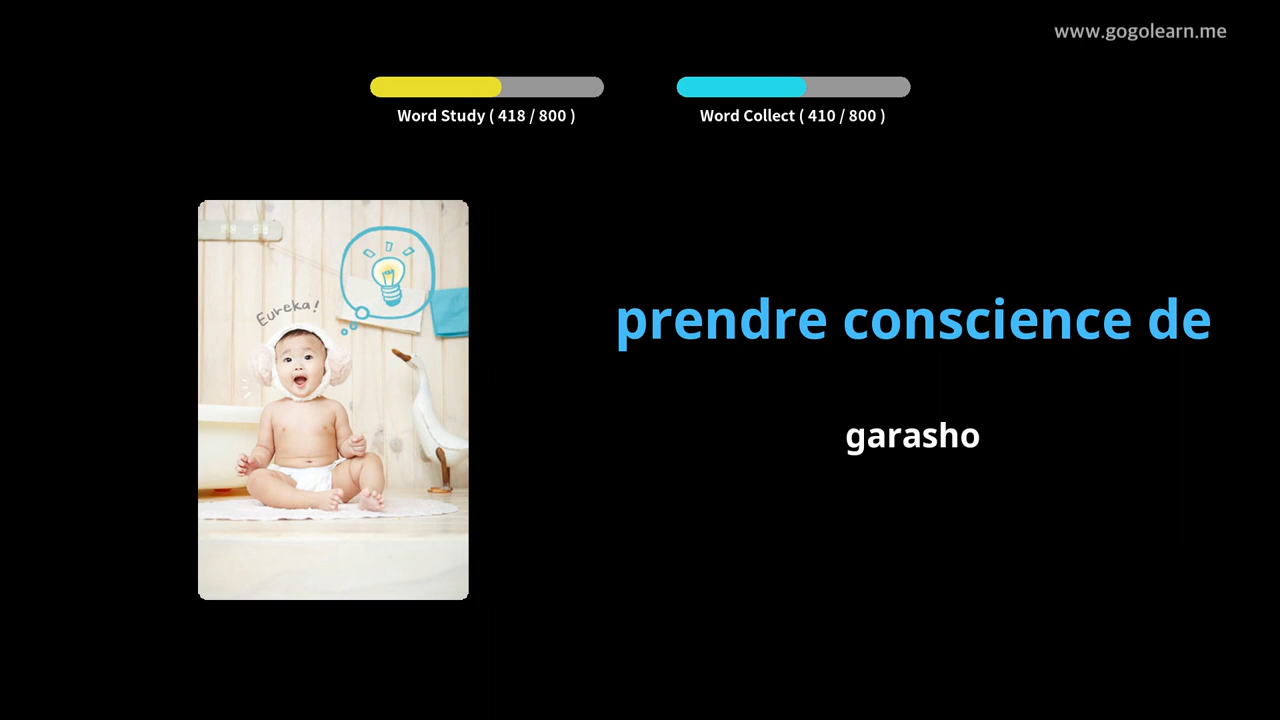 www.gogolearn.me
Word Study ( 418 / 800 )
Word Collect ( 410 / 800 )
Eureka!
prendre conscience de
garasho